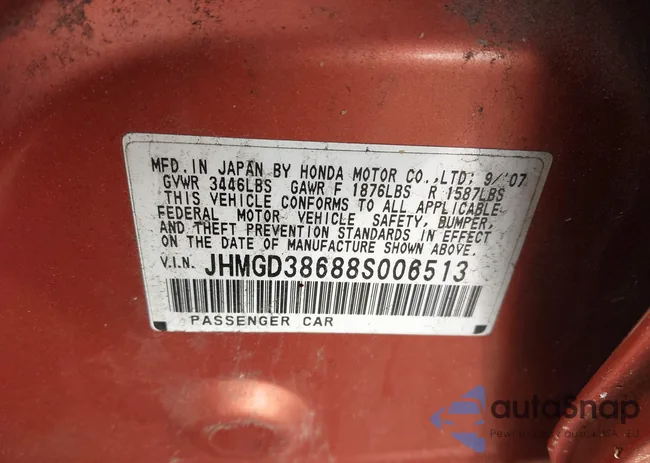 MFD. IN JAPAN BY HONDA MOTOR CO.,LTD. 9/'07
GVWR 3446LBS GAWR F 1876LBS R 1587LBS
THIS VEHICLE CONFORMS TO ALL APPLICABLE
FEDERAL MOTOR VEHICLE SAFETY, BUMPER,
AND THEFT PREVENTION STANDARDS IN EFFECT
ON THE DATE OF MANUFACTURE SHOWN ABOVE.
V.I.N. JHMGD38688S006513
PASSENGER CAR
autoSnap